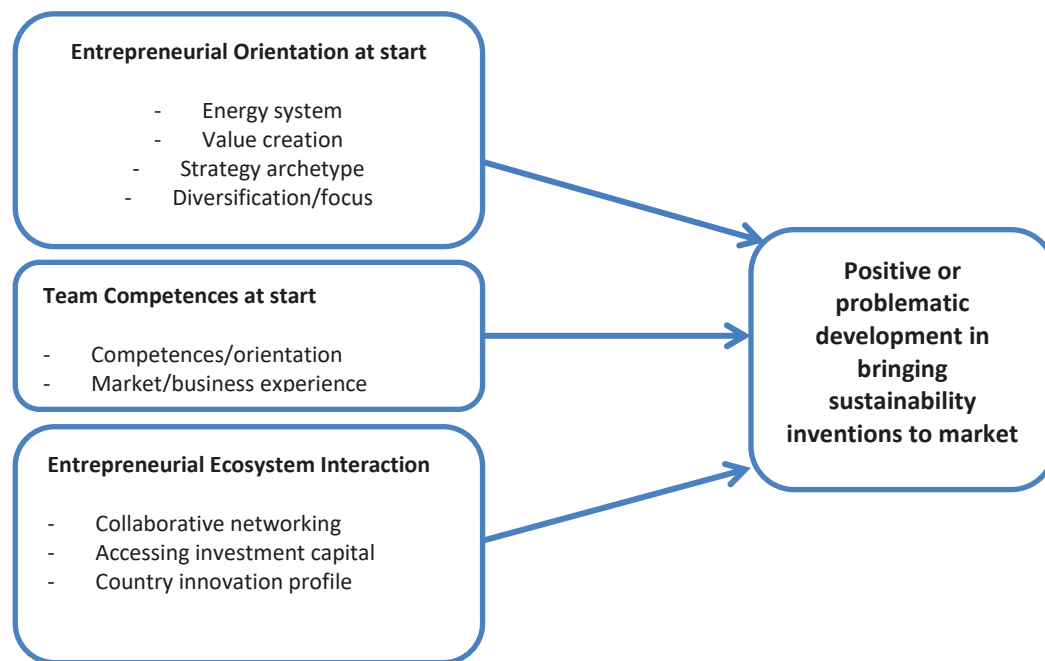 Entrepreneurial Orientation at start
- Energy system
- Value creation
- Strategy archetype
- Diversification/focus
Team Competences at start
- Competences/orientation
- Market/business experience
Entrepreneurial Ecosystem Interaction
- Collaborative networking
- Accessing investment capital
- Country innovation profile
Positive or
problematic
development in
bringing
sustainability
inventions to market